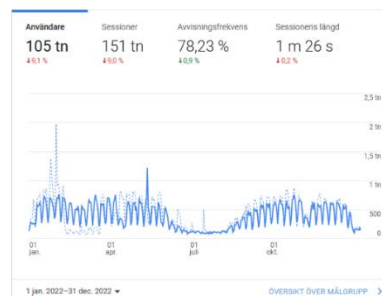 Användare Sessioner Avvisningsfrekvens Sessionens längd
105 tn 151 tn 78,23 % 1 m 26 s
↓9,1 % ↓9,0 % ↓0,9 % ↓0,2 %
2,5 tn
2 tn
1,5 tn
1 tn
500
0
01 01 01 01
jan. apr. juli okt.
1 jan. 2022–31 dec. 2022 ÖVERSIKT ÖVER MÅLGRUPP